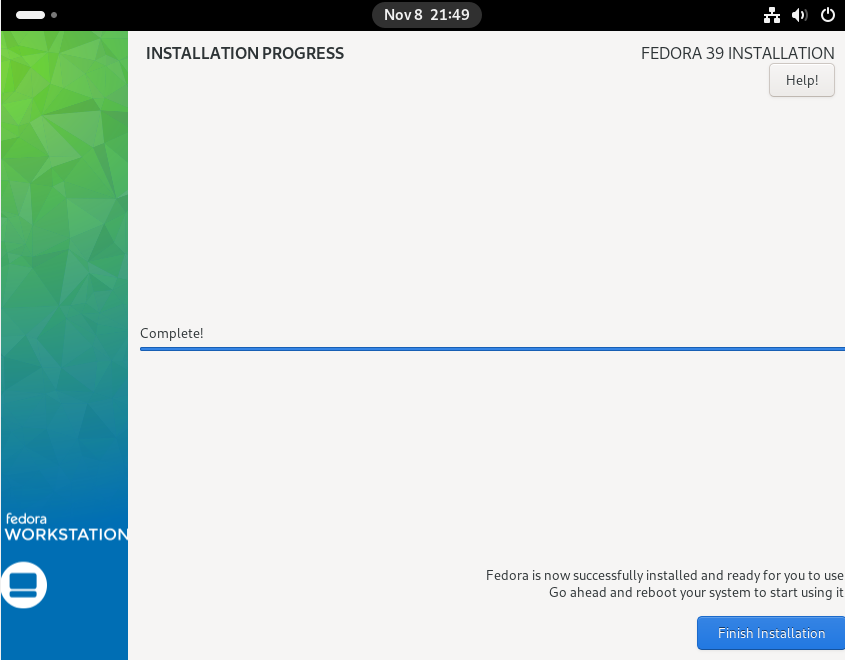 Nov 8 21:49
INSTALLATION PROGRESS
FEDORA 39 INSTALLATION
Help!
Complete!
fedora
WORKSTATION
Fedora is now successfully installed and ready for you to use
Go ahead and reboot your system to start using it
Finish Installation